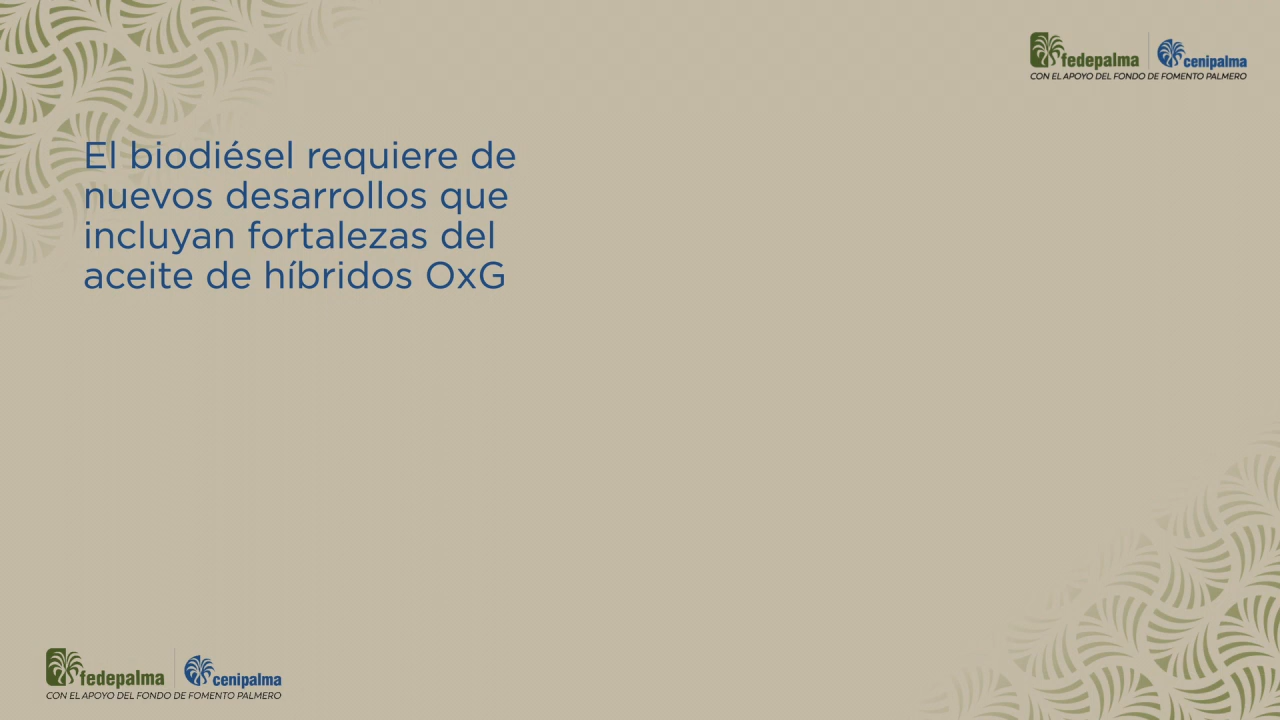 fedepalma
cenipalma
CON EL APOYO DEL FONDO DE FOMENTO PALMERO
El biodiésel requiere de
nuevos desarrollos que
incluyan fortalezas del
aceite de híbridos OxG
fedepalma
cenipalma
CON EL APOYO DEL FONDO DE FOMENTO PALMERO